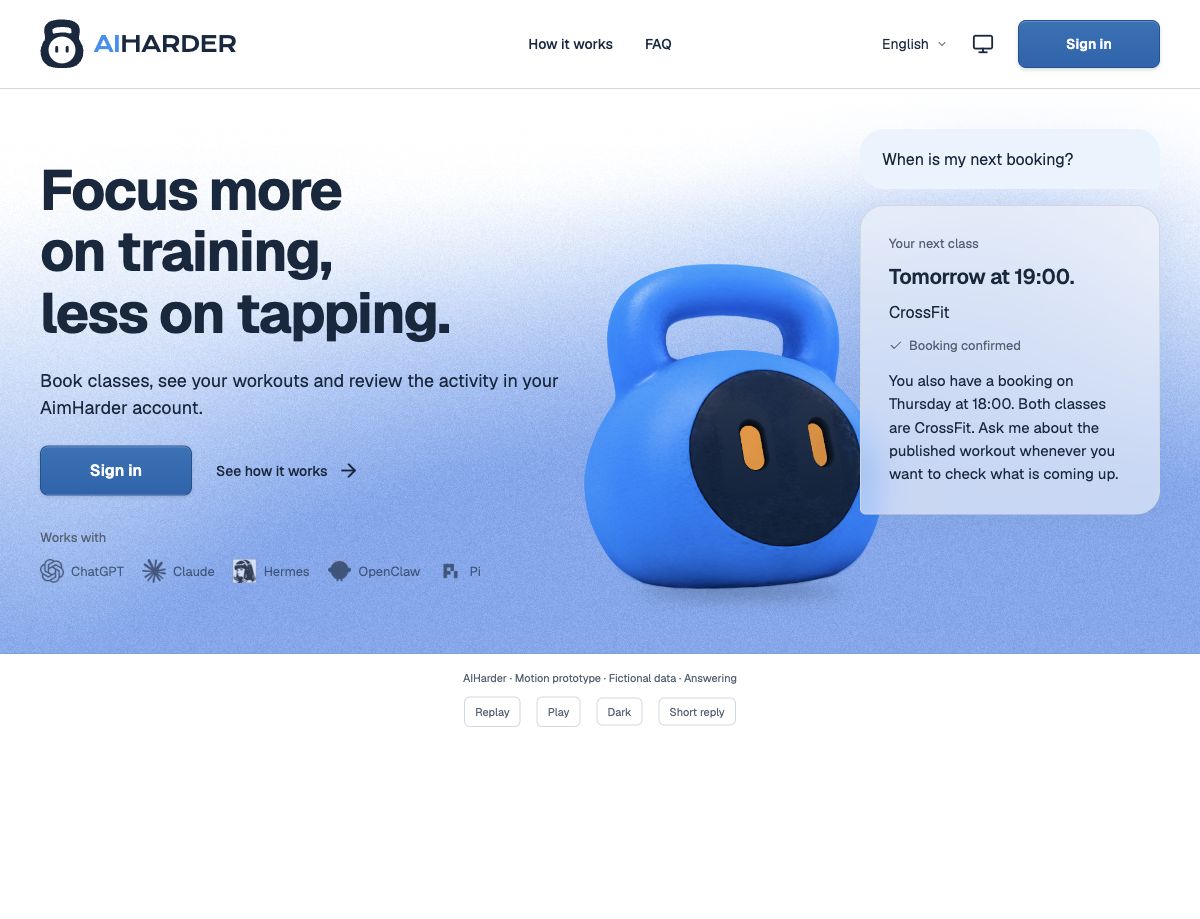 AIHARDER
How it works
FAQ
English
Sign in
Focus more
on training,
less on tapping.
Book classes, see your workouts and review the activity in your
AimHarder account.
Sign in
See how it works
Works with
ChatGPT
Claude
Hermes
OpenClaw
Pi
When is my next booking?
Your next class
Tomorrow at 19:00.
CrossFit
Booking confirmed
You also have a booking on
Thursday at 18:00. Both classes
are CrossFit. Ask me about the
published workout whenever you
want to check what is coming up.
AIHarder · Motion prototype · Fictional data · Answering
Replay
Play
Dark
Short reply